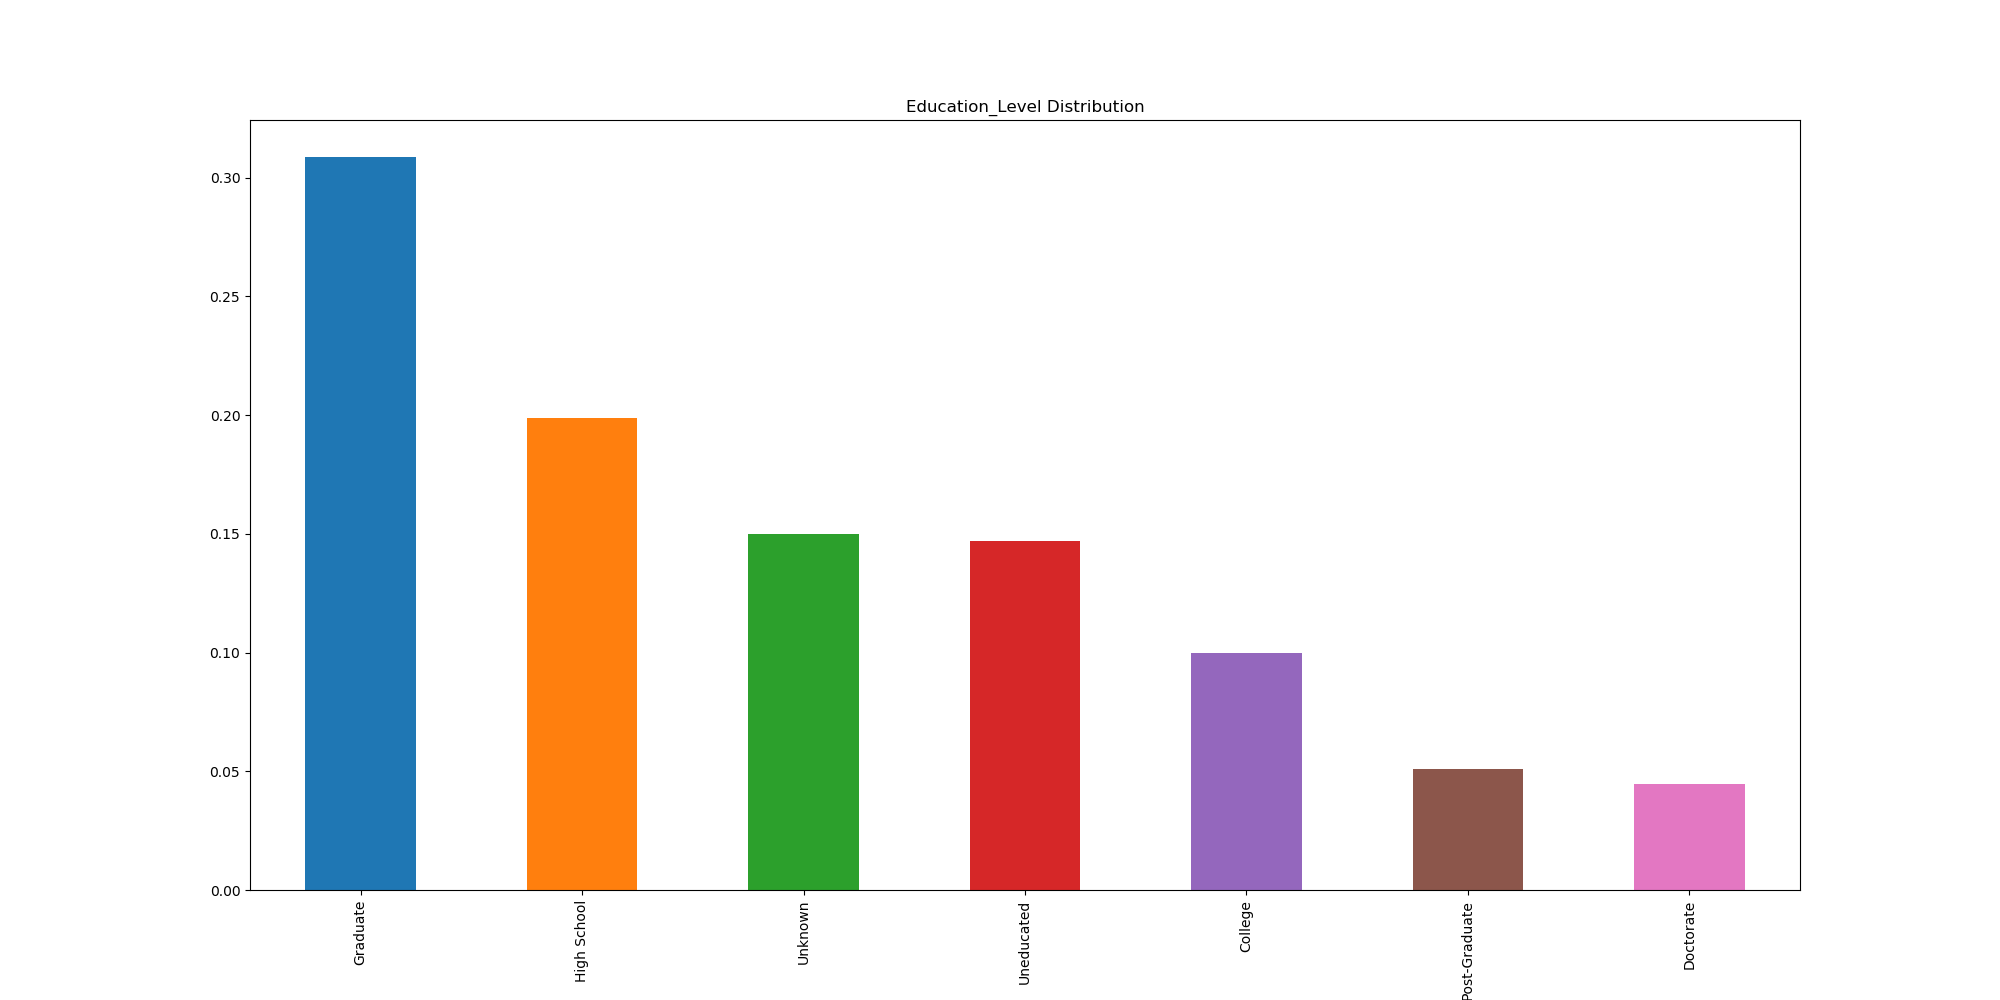 Education_Level Distribution
0.30
0.25
0.20
0.15
0.10
0.05
0.00
Graduate
High School
Unknown
Uneducated
College
Post-Graduate
Doctorate